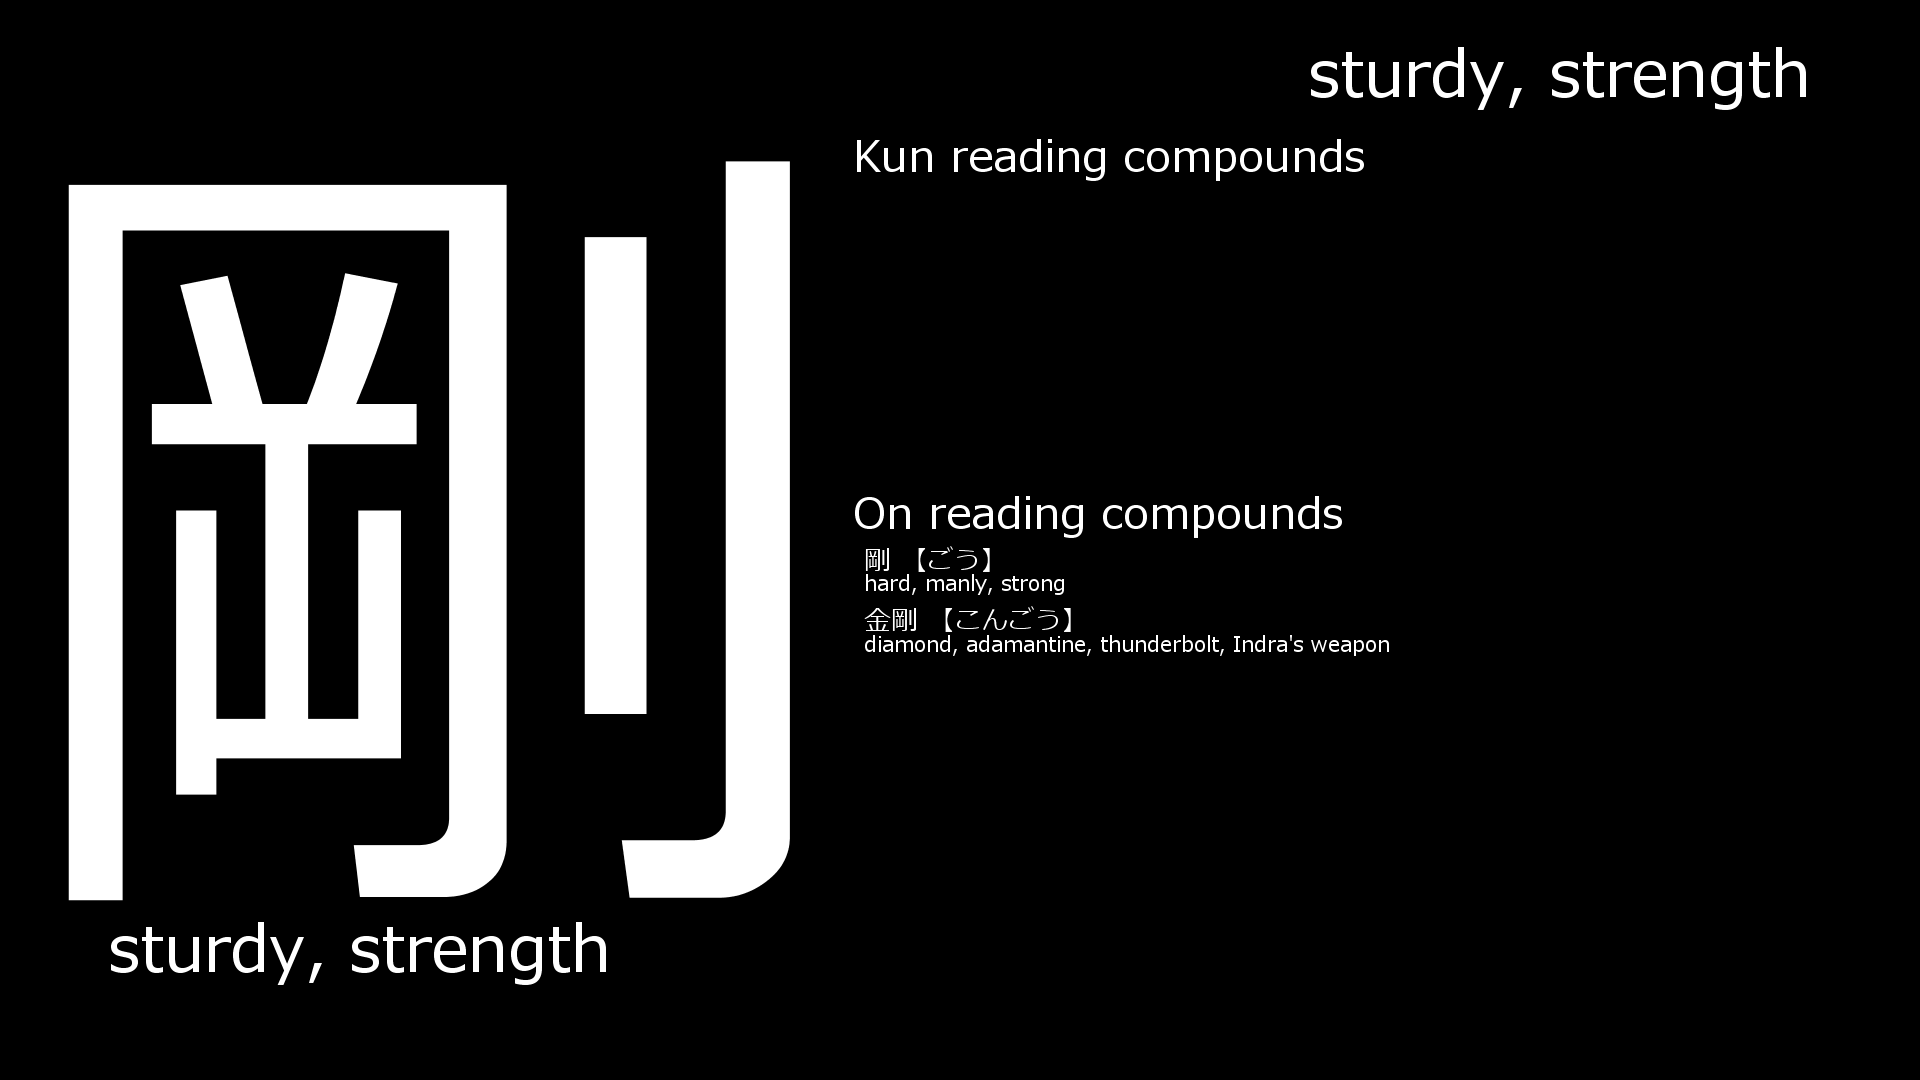 sturdy, strength
Kun reading compounds
剛
On reading compounds
剛 【ごう】
hard, manly, strong
金剛 【こんごう】
diamond, adamantine, thunderbolt, Indra's weapon
sturdy, strength